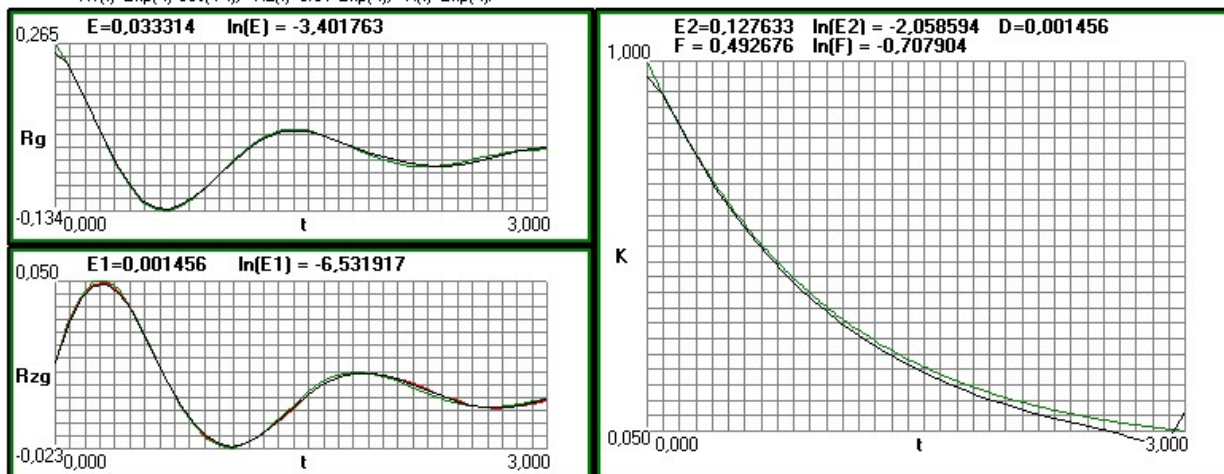 E=0,033314 ln(E) = -3,401763
0,265
Rg
-0,134
0,000
t
3,000
E1=0,001456 ln(E1) = -6,531917
0,050
Rzg
-0,023
0,000
t
3,000
E2=0,127633 ln(E2) = -2,058594 D=0,001456
F = 0,492676 ln(F) = -0,707904
1,000
K
0,050
0,000
t
3,000